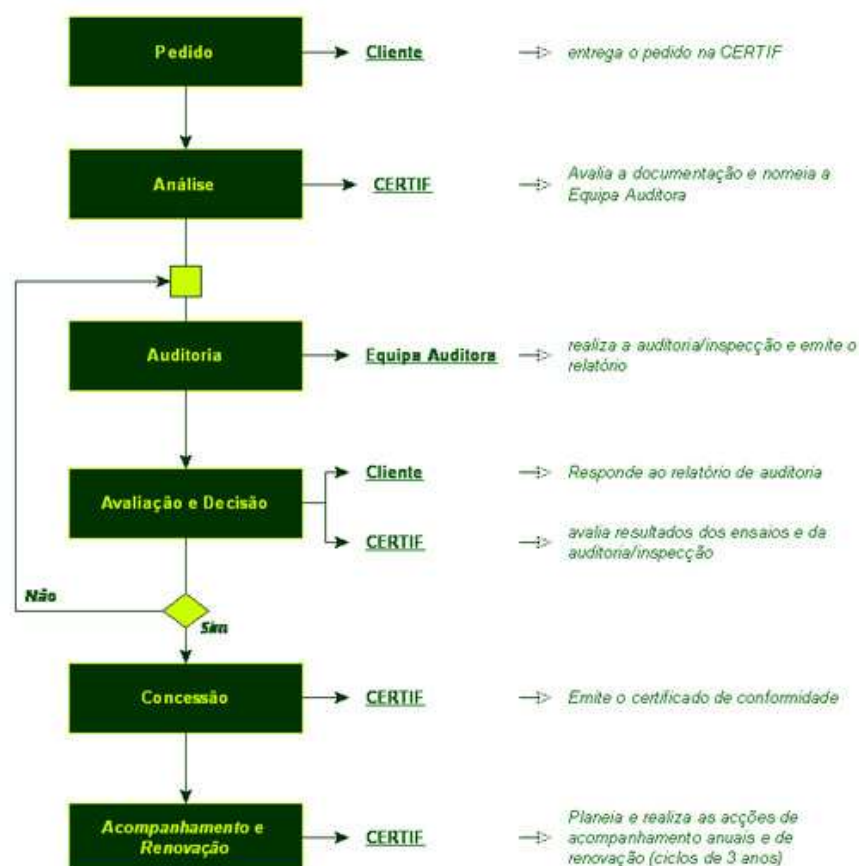 Pedido
Cliente
entrega o pedido na CERTIF
Análise
CERTIF
Avalia a documentação e nomeia a
Equipa Auditora
Auditoria
Equipa Auditora
realiza a auditoria/inspecção e emite o
relatório
Avaliação e Decisão
Cliente
Responde ao relatório de auditoria
CERTIF
avalia resultados dos ensaios e da
auditoria/inspecção
Não
Sim
Concessão
CERTIF
Emite o certificado de conformidade
Acompanhamento e
Renovação
CERTIF
Planeia e realiza as acções de
acompanhamento anuais e de
renovação (ciclos de 3 anos)